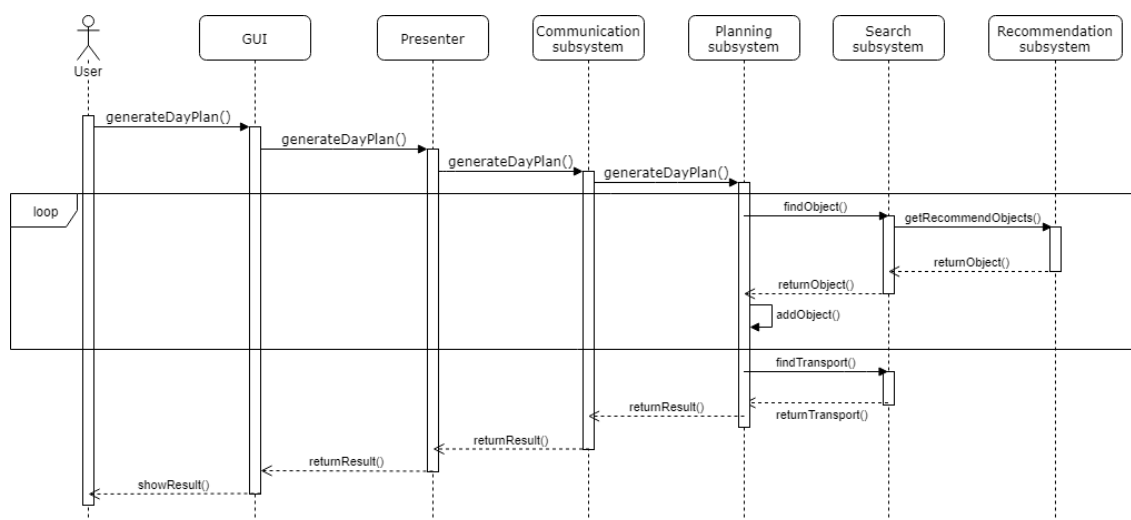 User
GUI
Presenter
Communication
subsystem
Planning
subsystem
Search
subsystem
Recommendation
subsystem
generateDayPlan()
generateDayPlan()
generateDayPlan()
generateDayPlan()
loop
findObject()
getRecommendObjects()
returnObject()
returnObject()
addObject()
findTransport()
returnResult()
returnTransport()
returnResult()
returnResult()
showResult()